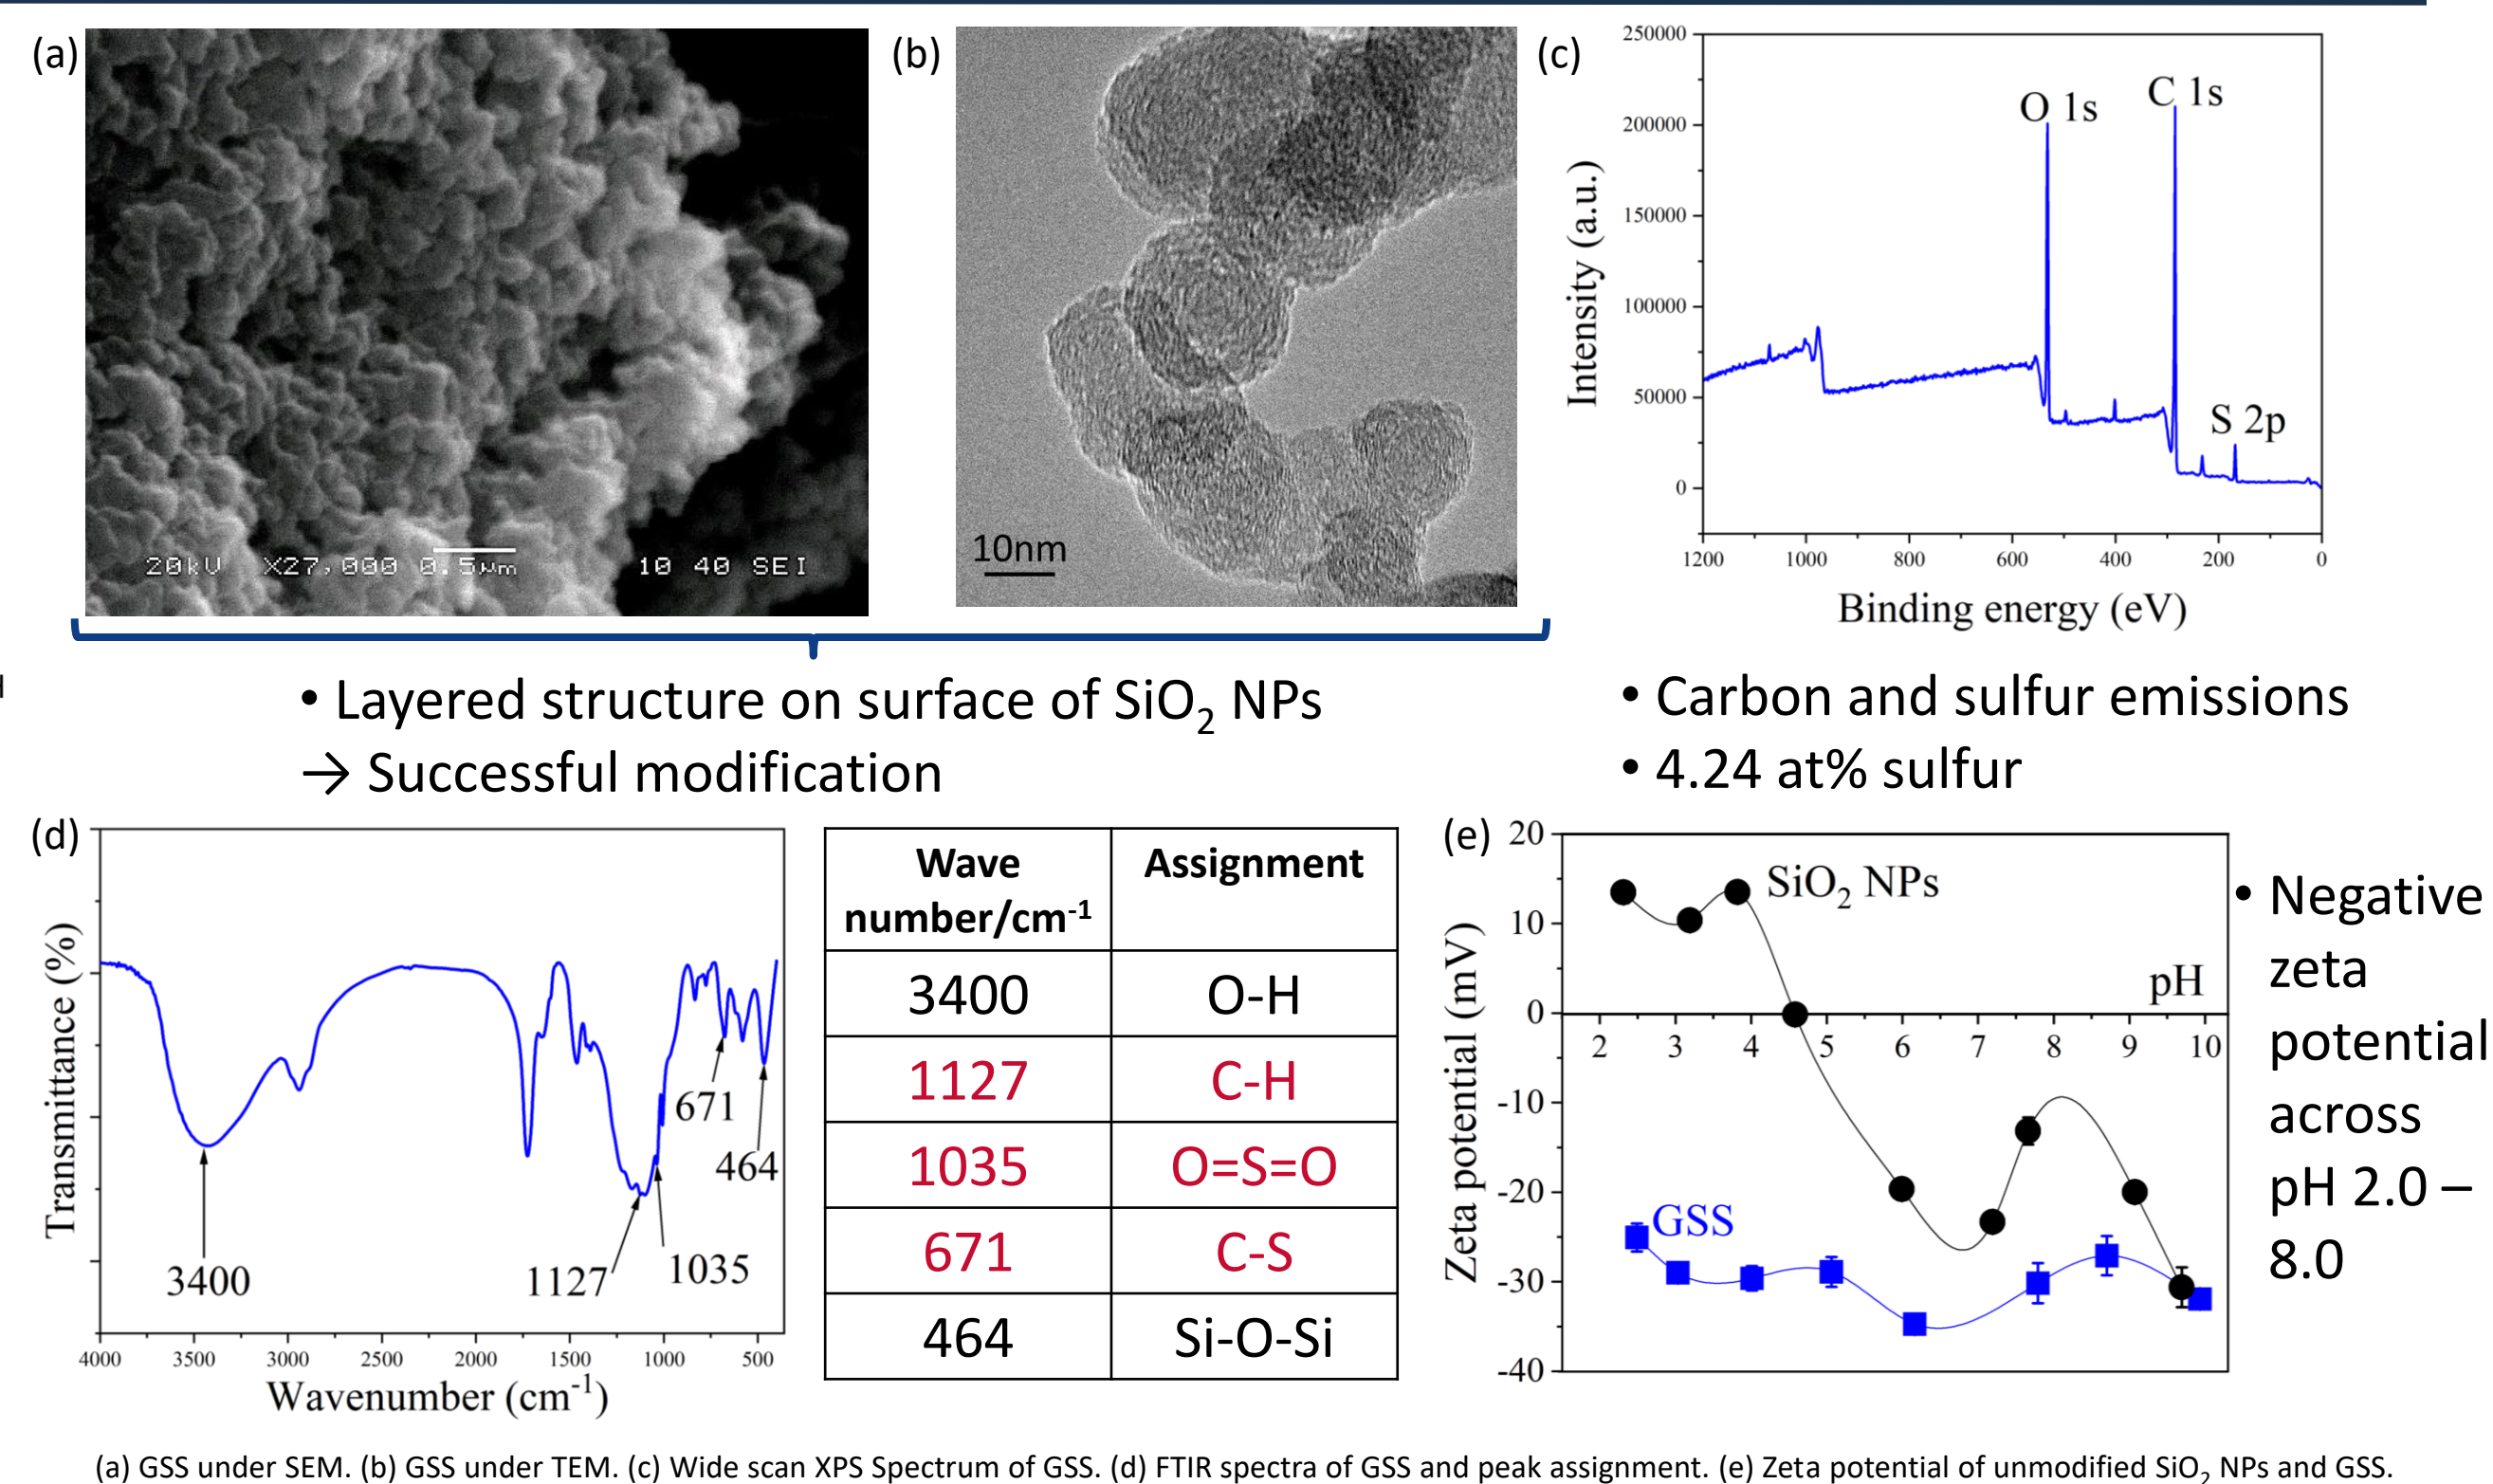 (a)
20kV X27,000 0.5µm 10 40 SEI
(b)
10nm
(c)
250000
200000
150000
100000
50000
0
Intensity (a.u.)
O 1s
C 1s
S 2p
1200 1000 800 600 400 200 0
Binding energy (eV)
• Layered structure on surface of SiO₂ NPs
→ Successful modification
• Carbon and sulfur emissions
• 4.24 at% sulfur
(d)
Transmittance (%)
3400
1127
1035
671
464
4000 3500 3000 2500 2000 1500 1000 500
Wavenumber (cm⁻¹)
Wave
number/cm⁻¹
Assignment
3400 O-H
1127 C-H
1035 O=S=O
671 C-S
464 Si-O-Si
(e)
20
10
0
-10
-20
-30
-40
Zeta potential (mV)
SiO₂ NPs
pH
2 3 4 5 6 7 8 9 10
GSS
• Negative
zeta
potential
across
pH 2.0 –
8.0
(a) GSS under SEM. (b) GSS under TEM. (c) Wide scan XPS Spectrum of GSS. (d) FTIR spectra of GSS and peak assignment. (e) Zeta potential of unmodified SiO₂ NPs and GSS.